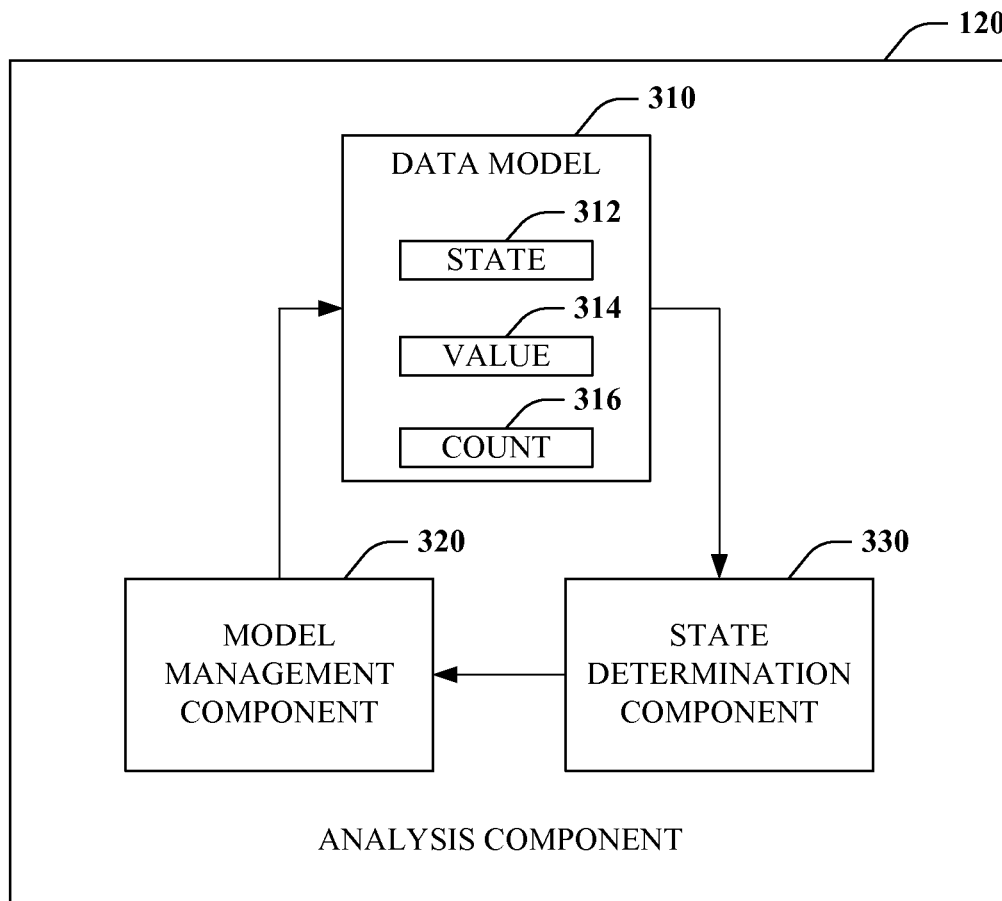 120
310
DATA MODEL
312
STATE
314
VALUE
316
COUNT
320
MODEL
MANAGEMENT
COMPONENT
330
STATE
DETERMINATION
COMPONENT
ANALYSIS COMPONENT